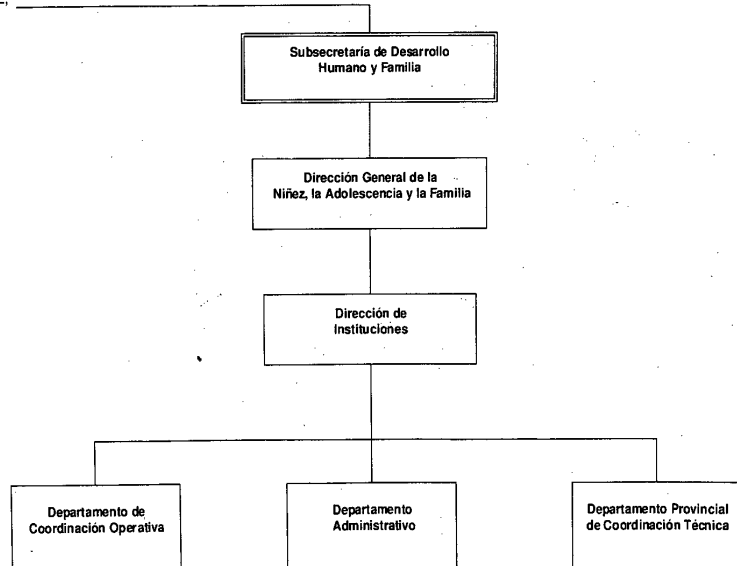 Subsecretaría de Desarrollo
Humano y Familia
Dirección General de la
Niñez, la Adolescencia y la Familia
Dirección de
Instituciones
Departamento de
Coordinación Operativa
Departamento
Administrativo
Departamento Provincial
de Coordinación Técnica